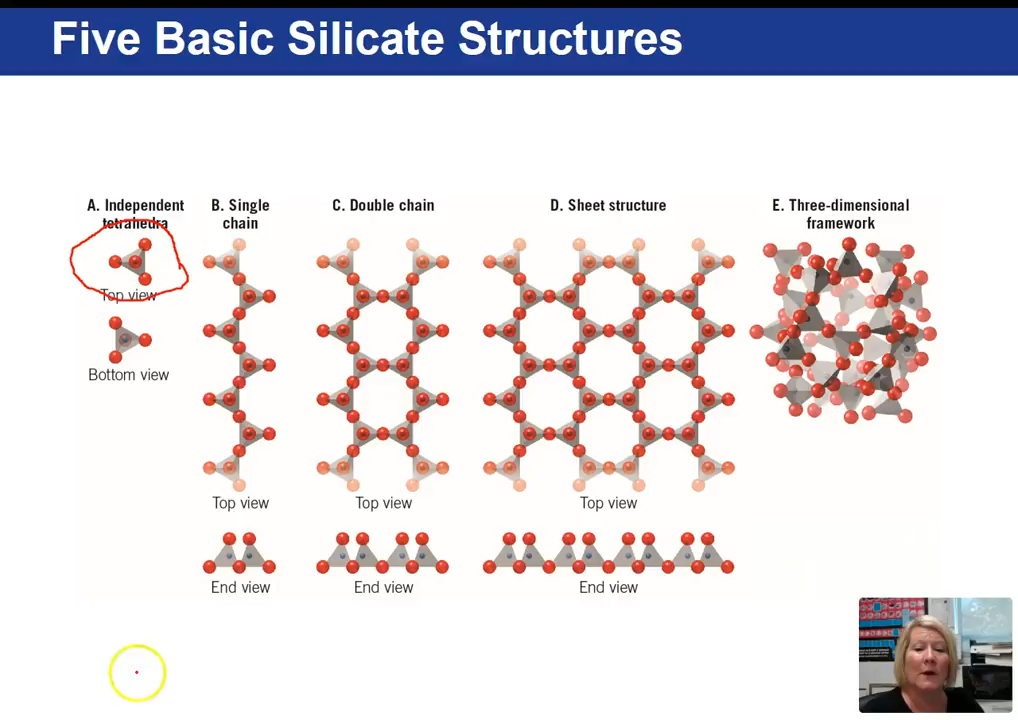 Five Basic Silicate Structures
A. Independent
tetrahedra
B. Single
chain
C. Double chain
D. Sheet structure
E. Three-dimensional
framework
Top view
Bottom view
Top view
Top view
Top view
End view
End view
End view